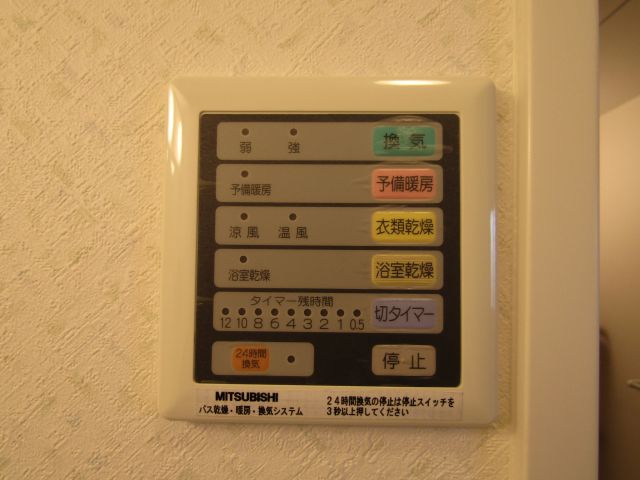 弱 強 換気
予備暖房 予備暖房
涼風 温風 衣類乾燥
浴室乾燥 浴室乾燥
タイマー残時間
12 10 8 6 4 3 2 1 0.5 切タイマー
24時間
換気
停止
MITSUBISHI
バス乾燥・暖房・換気システム
24時間換気の停止は停止スイッチを
3秒以上押してください